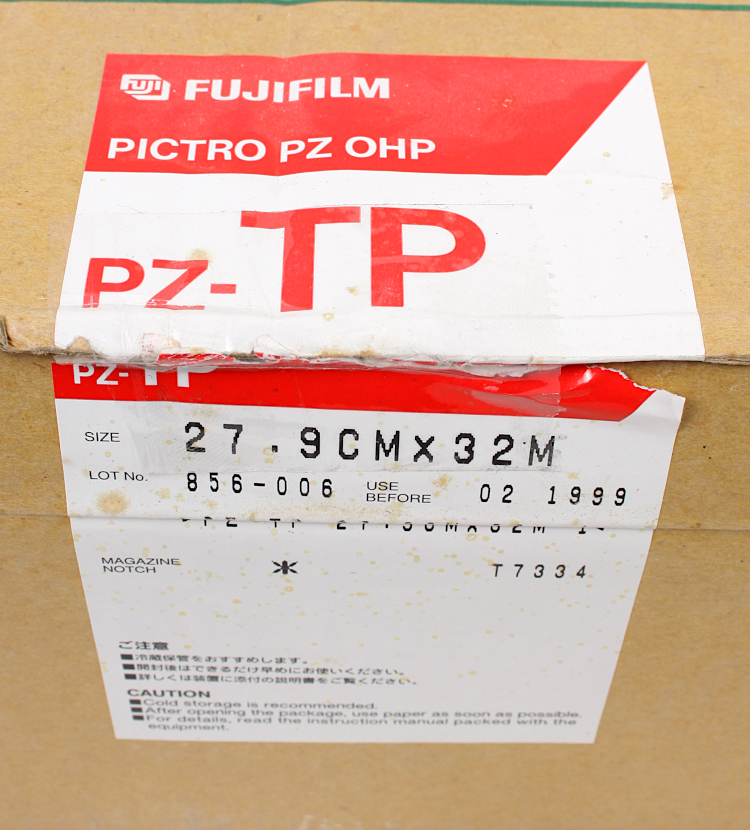 FUJI FUJIFILM
PICTRO PZ OHP
PZ-TP
PZ-TP
SIZE 27.9CM×32M
LOT No. 856-006 USE BEFORE 02 1999
MAGAZINE NOTCH ⋇ T7334
ご注意
■冷蔵保管をおすすめします。
■開封後はできるだけ早めにお使いください。
■詳しくは装置に添付の説明書をご覧ください。
CAUTION
■Cold storage is recommended.
■After opening the package, use paper as soon as possible.
■For details, read the instruction manual packed with the
equipment.